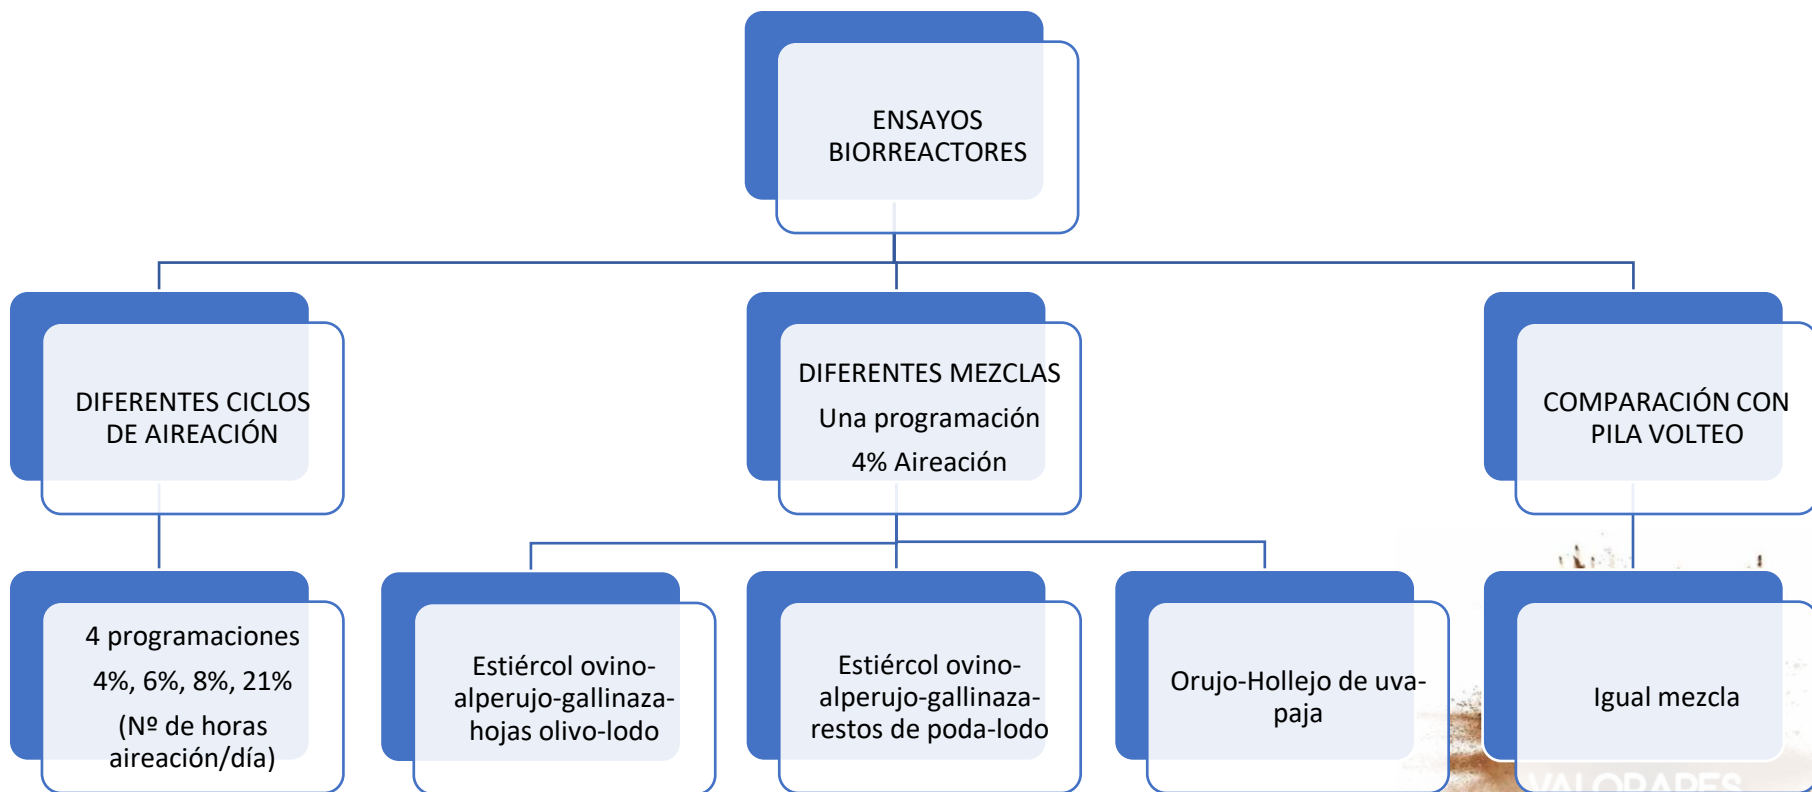 ENSAYOS
BIORREACTORES
DIFERENTES CICLOS
DE AIREACIÓN
DIFERENTES MEZCLAS
Una programación
4% Aireación
COMPARACIÓN CON
PILA VOLTEO
4 programaciones
4%, 6%, 8%, 21%
(Nº de horas
aireación/día)
Estiércol ovino-
alperujo-gallinaza-
hojas olivo-lodo
Estiércol ovino-
alperujo-gallinaza-
restos de poda-lodo
Orujo-Hollejo de uva-
paja
Igual mezcla
VALORARES